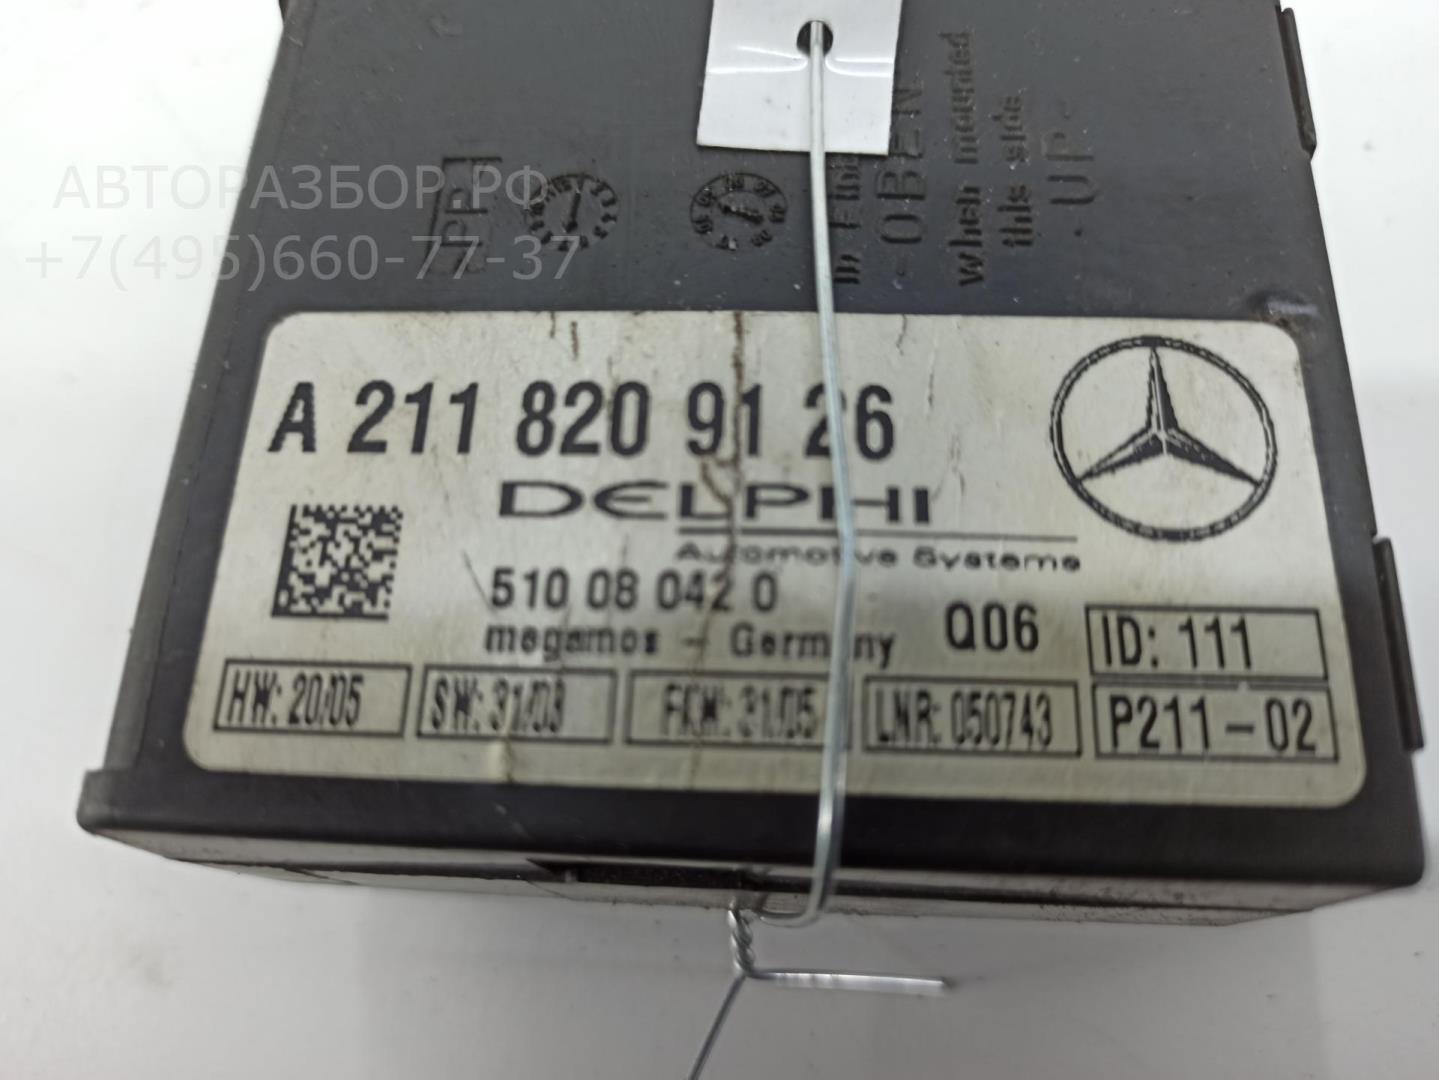 АВТОРАЗБОР.РФ
+7(495)660-77-37
OBEN
when mounted
this side
- UP -
A 211 820 91 26
DELPHI
Automotive Systems
510 08 042 0
megamos - Germany
Q06
ID: 111
HW: 20/05
SW: 31/03
FKW: 31/05
LNR: 050743
P211-02